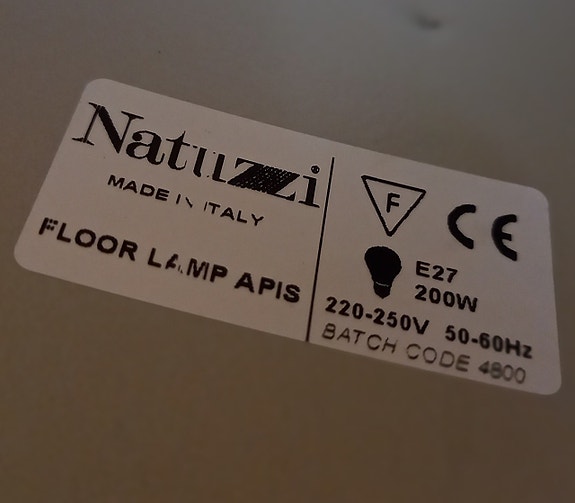 Natuzzi
MADE IN ITALY
FLOOR LAMP APIS
F
CE
E27
200W
220-250V 50-60Hz
BATCH CODE 4800